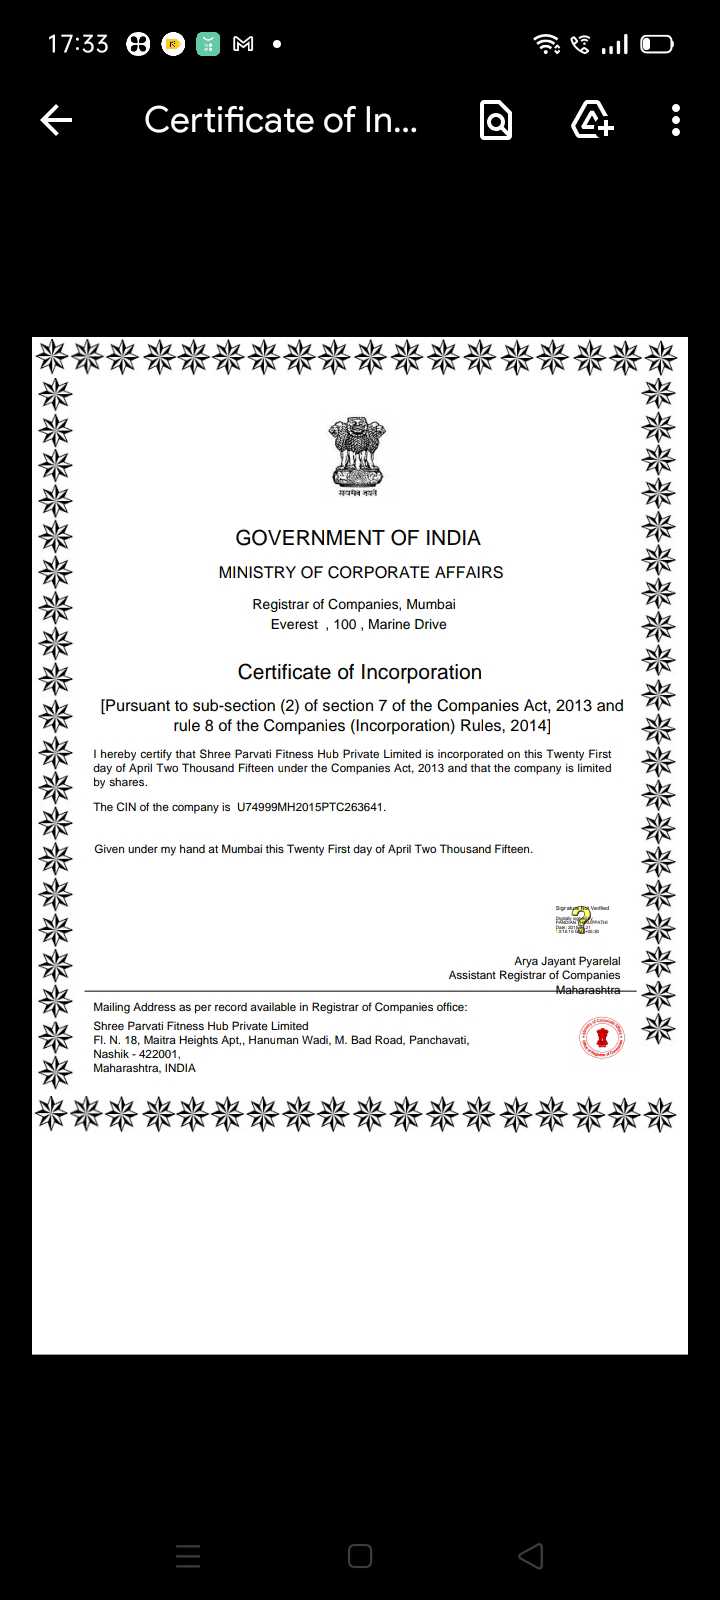 17:33
Certificate of In...
सत्यमेव जयते
GOVERNMENT OF INDIA
MINISTRY OF CORPORATE AFFAIRS
Registrar of Companies, Mumbai
Everest , 100 , Marine Drive
Certificate of Incorporation
[Pursuant to sub-section (2) of section 7 of the Companies Act, 2013 and
rule 8 of the Companies (Incorporation) Rules, 2014]
I hereby certify that Shree Parvati Fitness Hub Private Limited is incorporated on this Twenty First
day of April Two Thousand Fifteen under the Companies Act, 2013 and that the company is limited
by shares.
The CIN of the company is U74999MH2015PTC263641.
Given under my hand at Mumbai this Twenty First day of April Two Thousand Fifteen.
Signature Not Verified
Arya Jayant Pyarelal
Assistant Registrar of Companies
Maharashtra
Mailing Address as per record available in Registrar of Companies office:
Shree Parvati Fitness Hub Private Limited
Fl. N. 18, Maitra Heights Apt,, Hanuman Wadi, M. Bad Road, Panchavati,
Nashik - 422001,
Maharashtra, INDIA